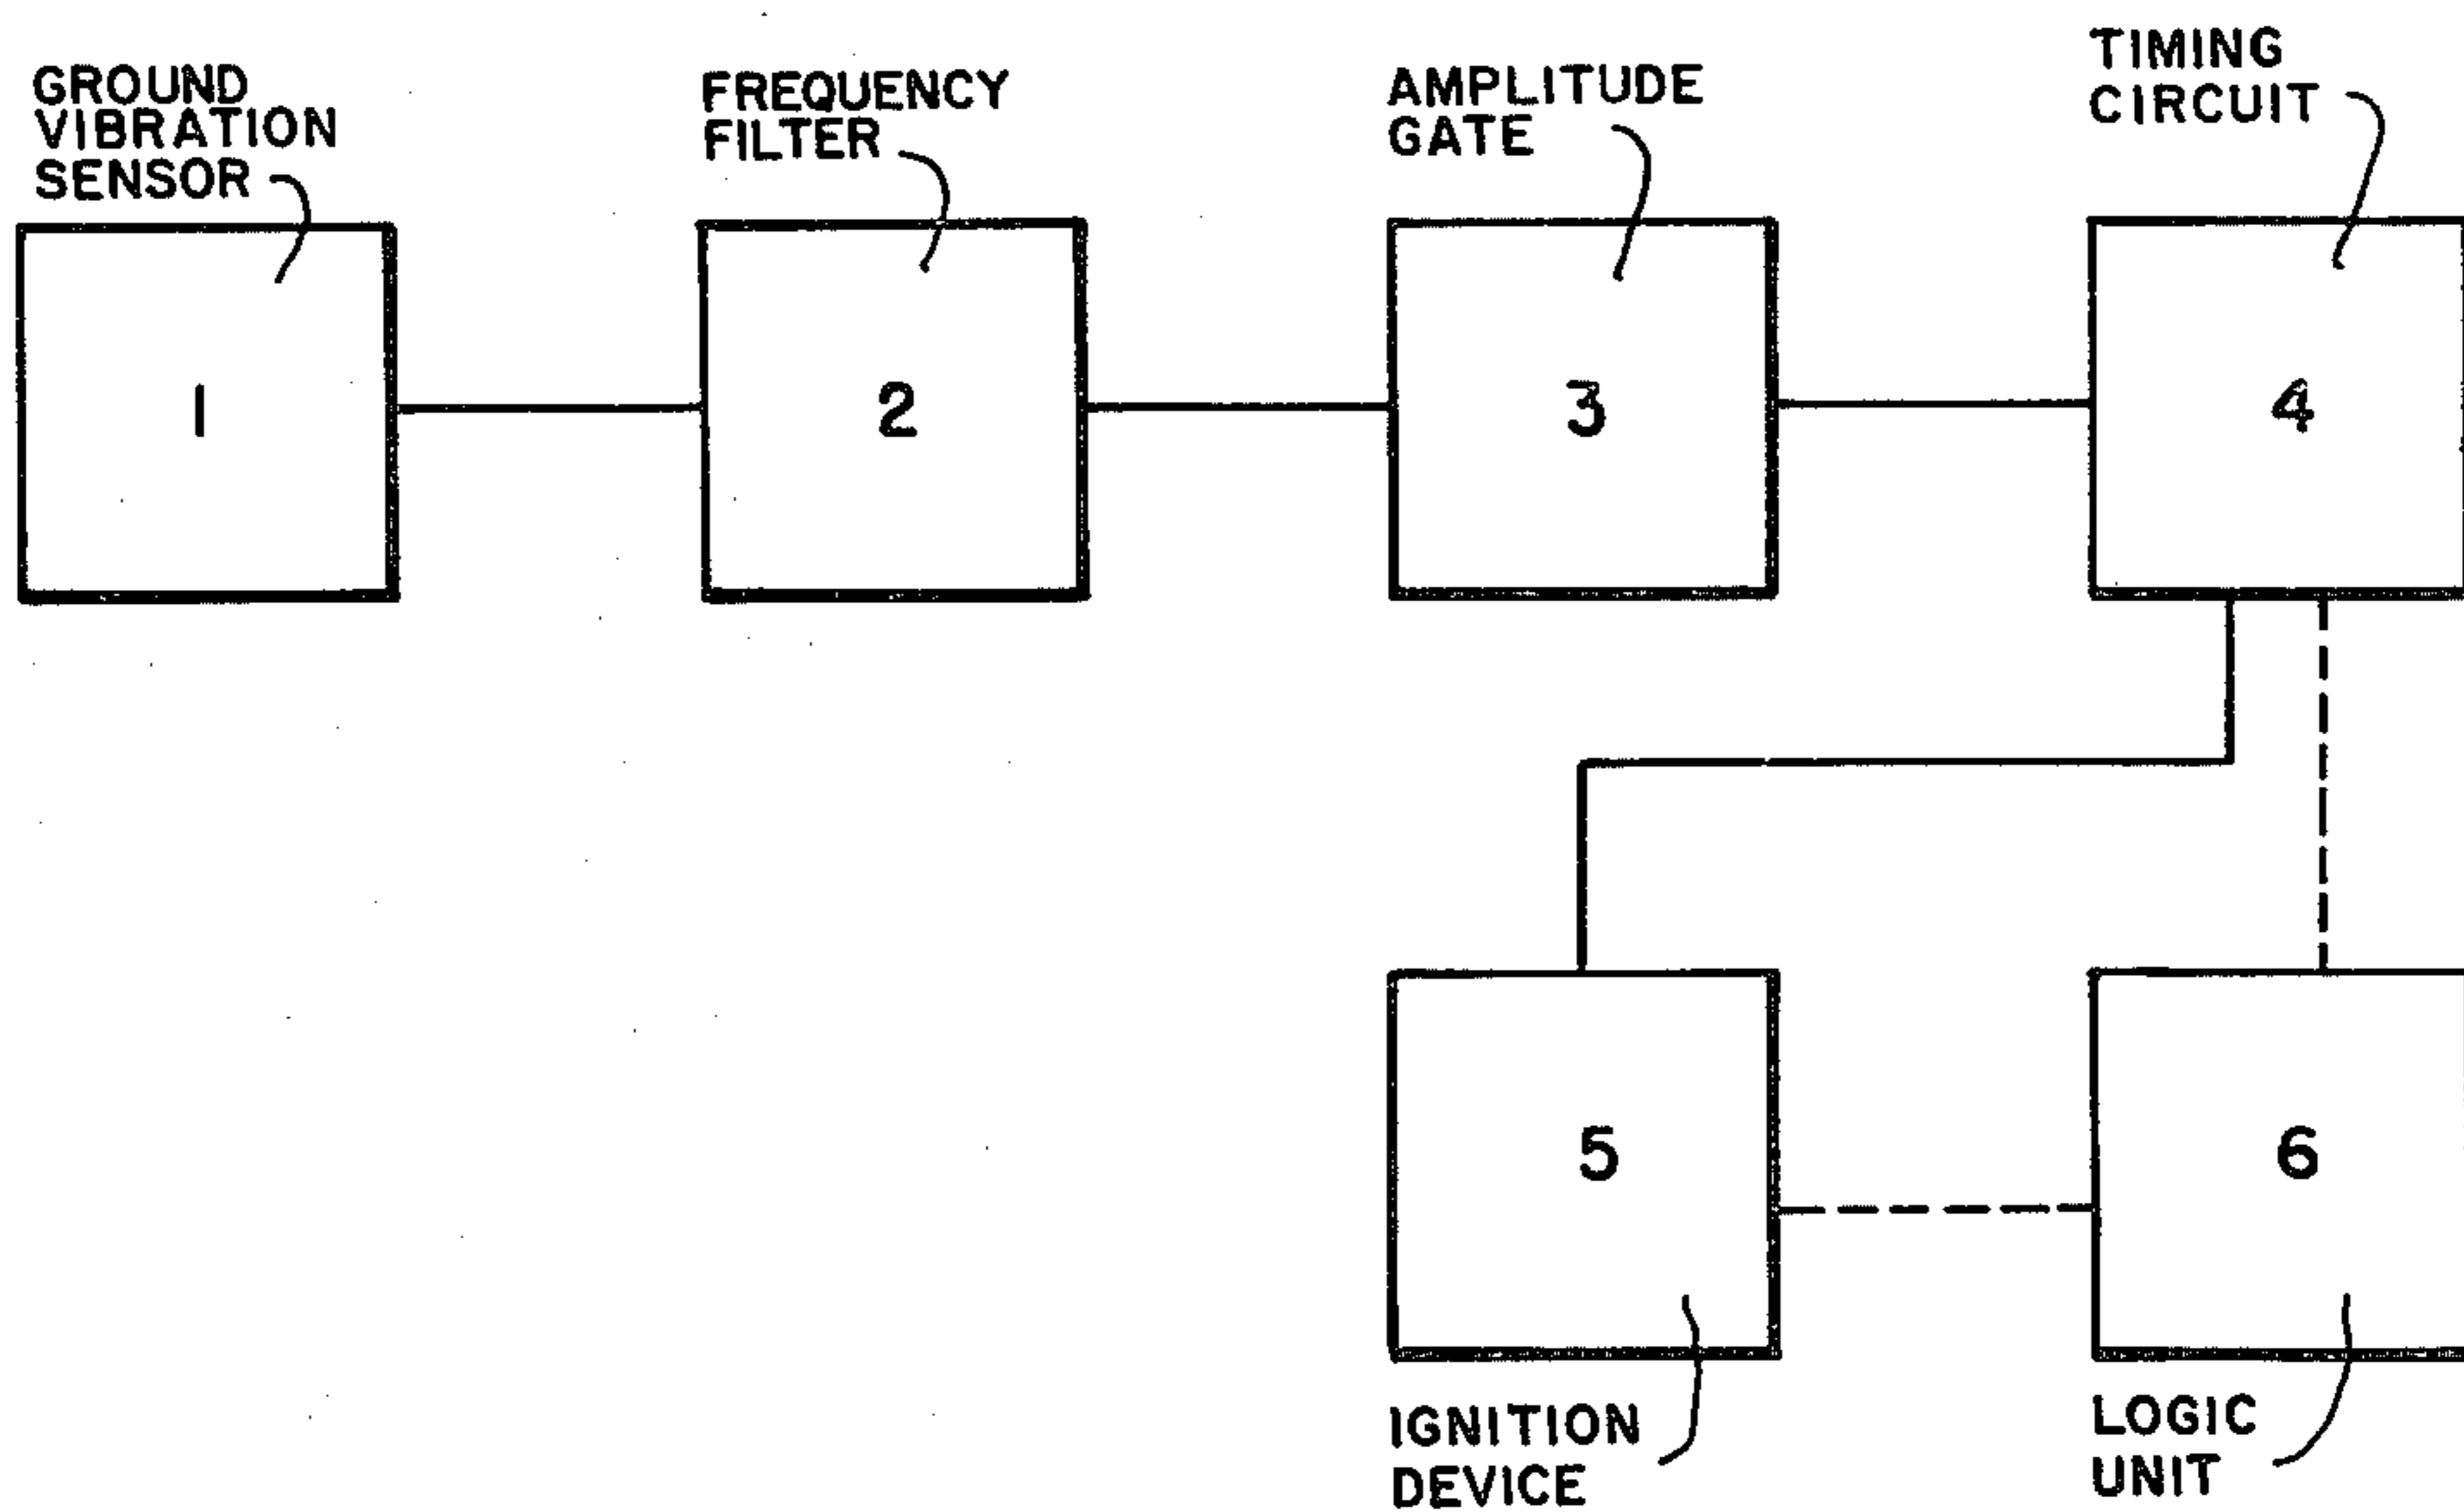 GROUND
VIBRATION
SENSOR
FREQUENCY
FILTER
AMPLITUDE
GATE
TIMING
CIRCUIT
1
2
3
4
5
6
IGNITION
DEVICE
LOGIC
UNIT